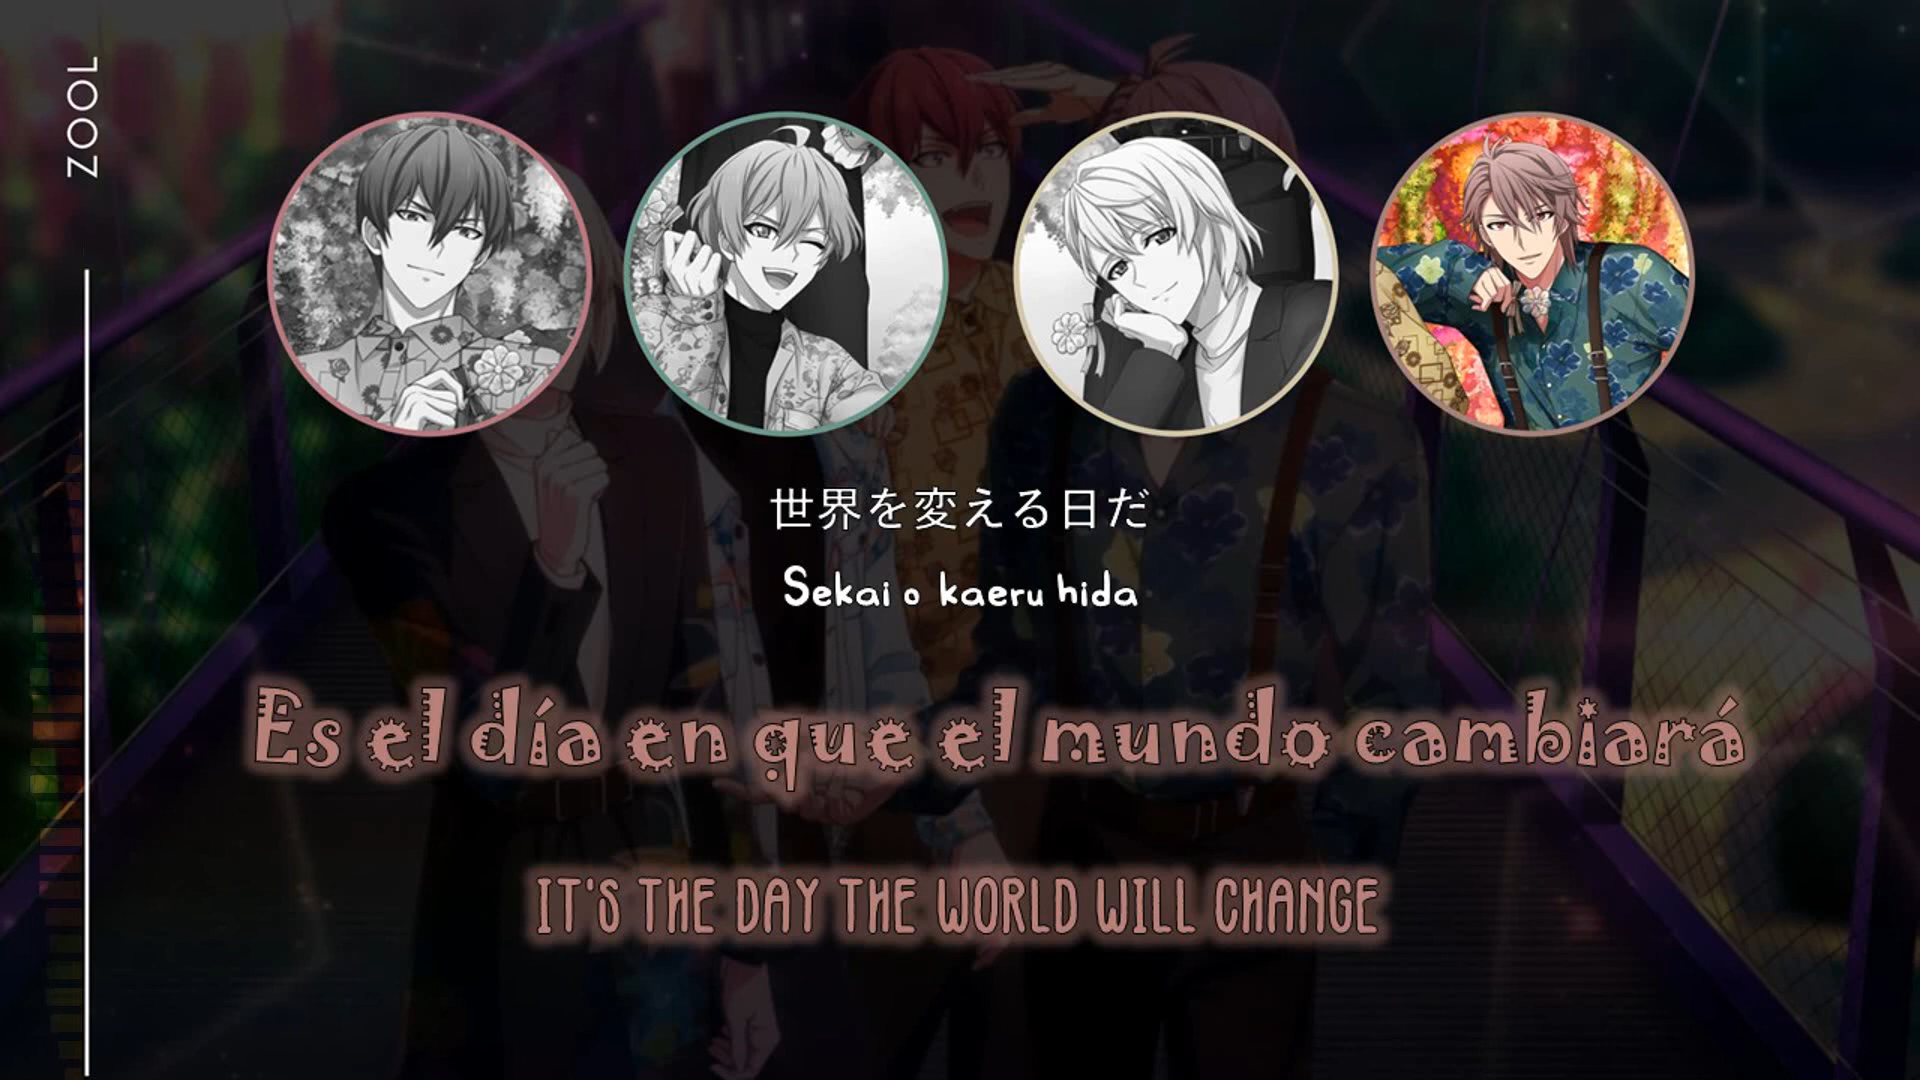 ZOOL
世界を変える日だ
Sekai o kaeru hida
Es el día en que el mundo cambiará
IT'S THE DAY THE WORLD WILL CHANGE